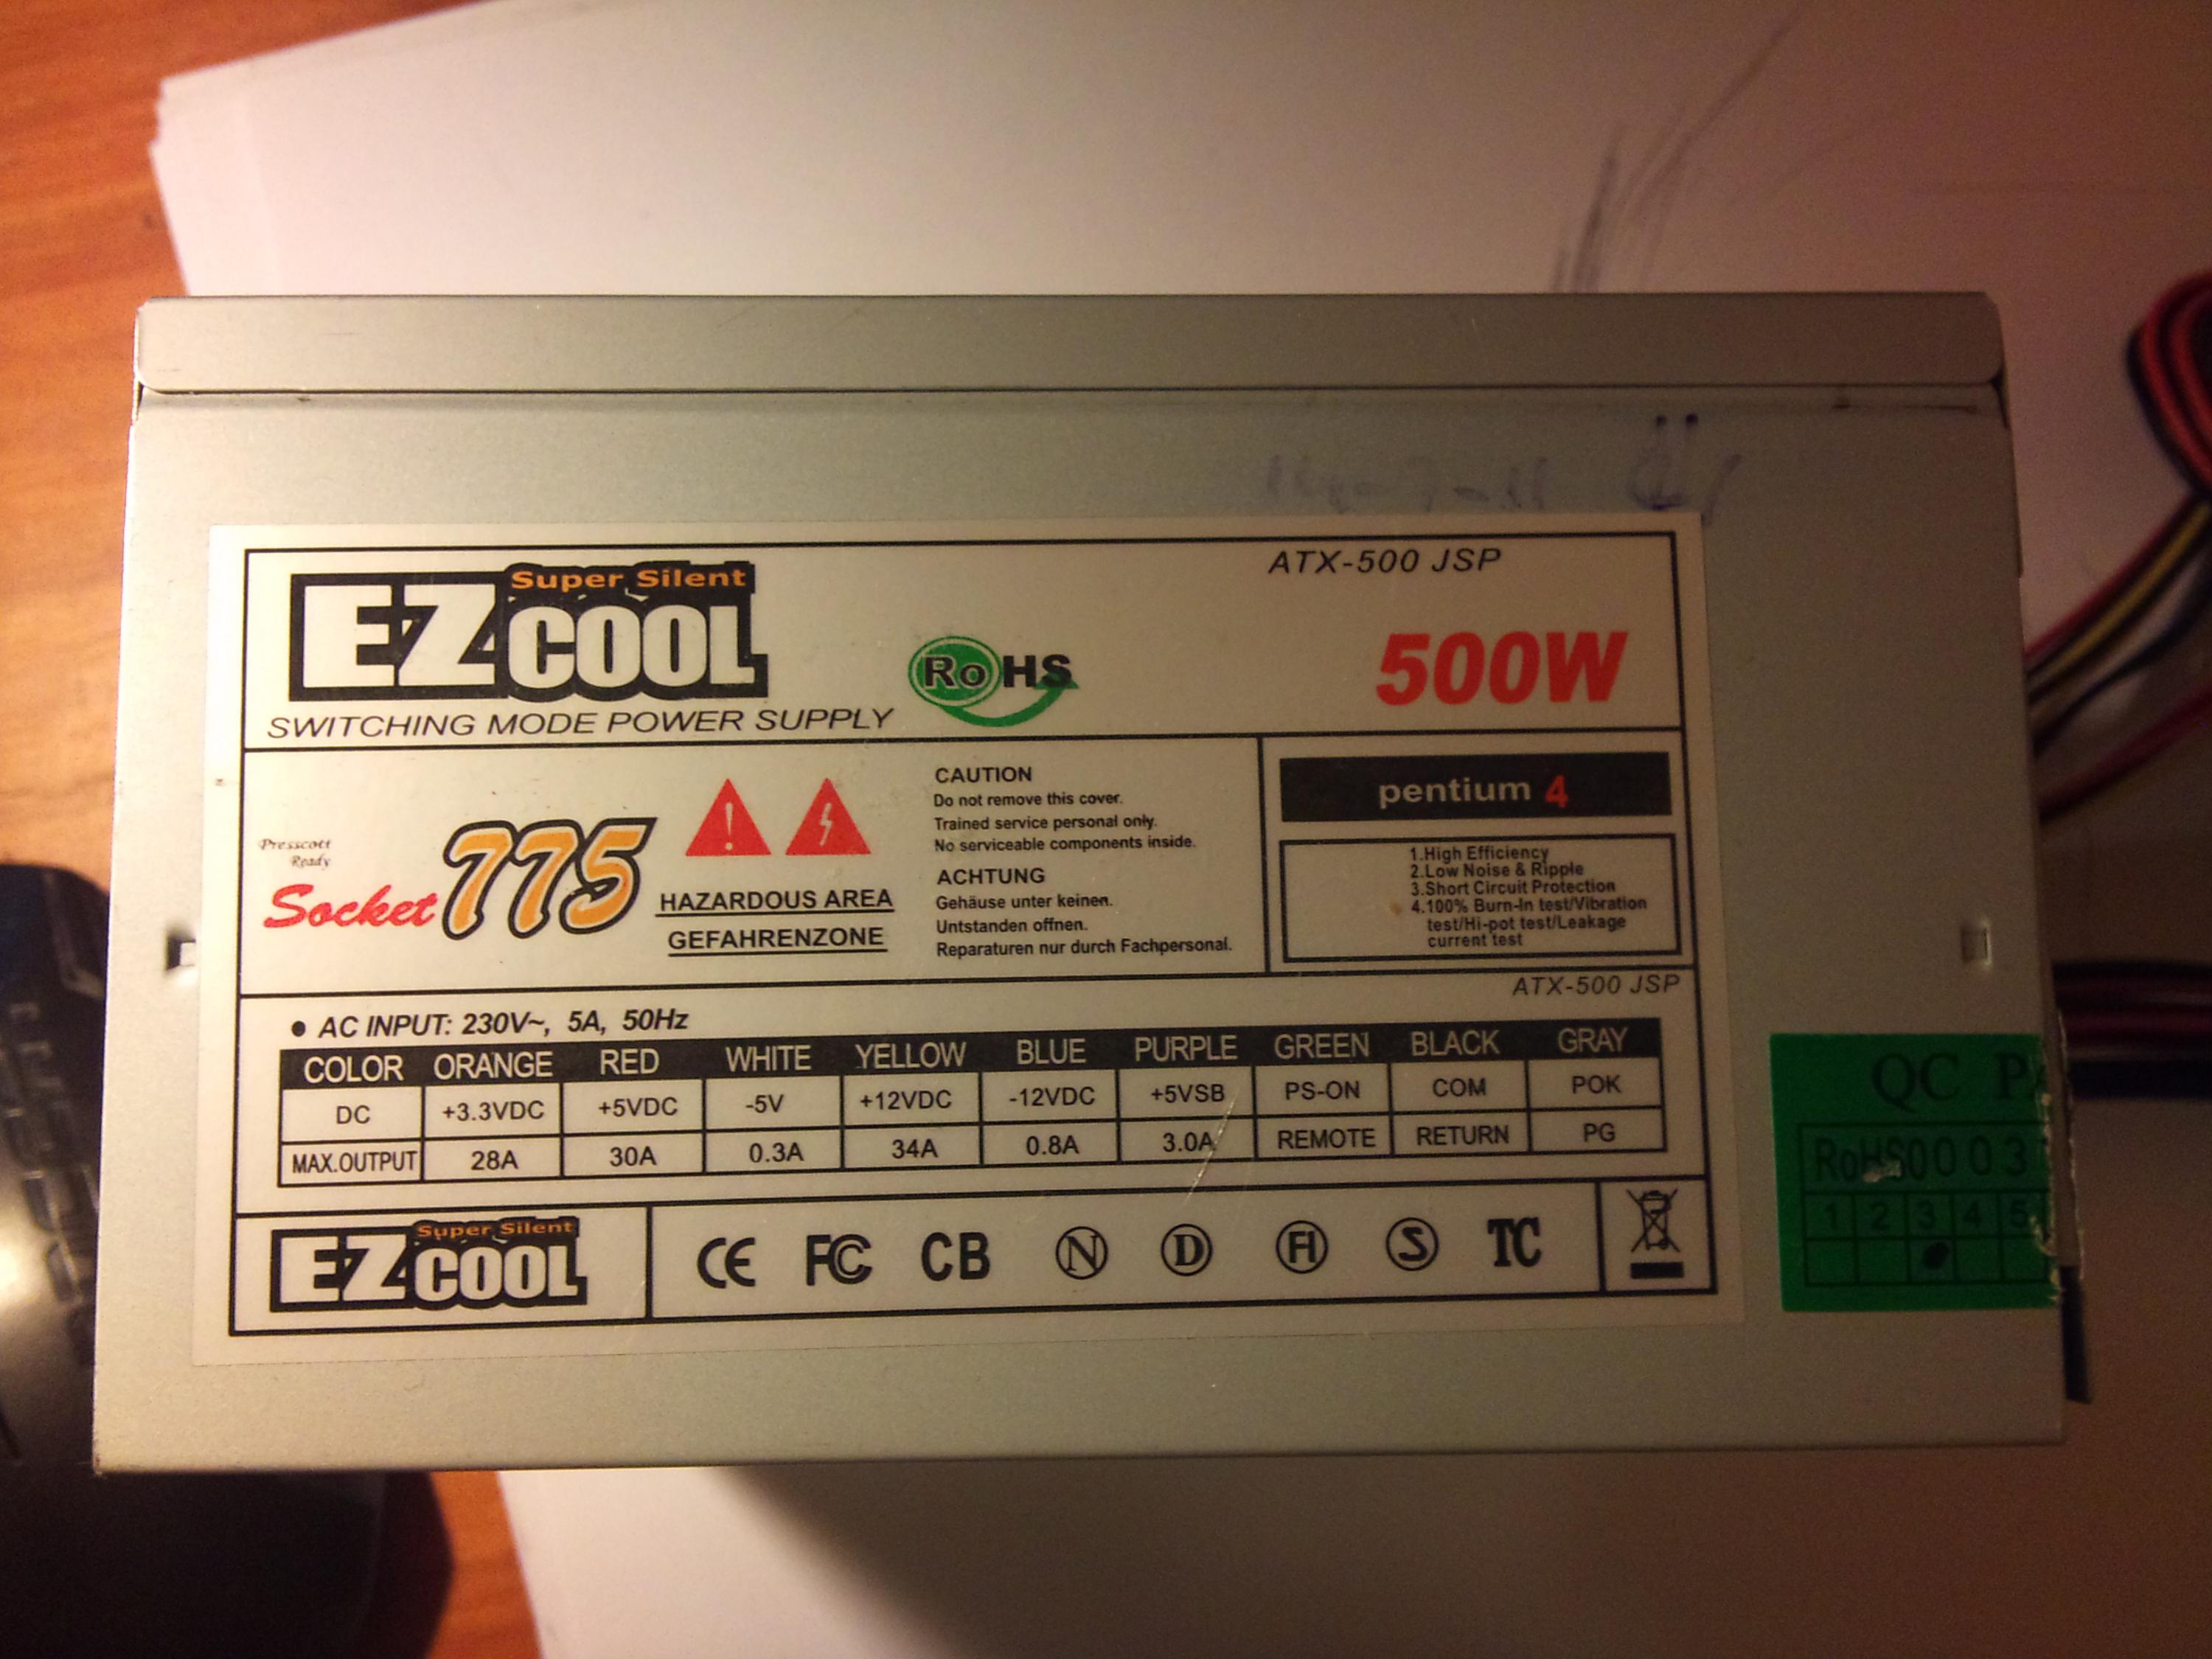 ATX-500 JSP
Super Silent
EZCOOL
SWITCHING MODE POWER SUPPLY
RoHS
500W
Presscott
Ready
Socket 775
HAZARDOUS AREA
GEFAHRENZONE
CAUTION
Do not remove this cover.
Trained service personal only.
No serviceable components inside.
ACHTUNG
Gehäuse unter keinen.
Untstanden offnen.
Reparaturen nur durch Fachpersonal.
pentium 4
1.High Efficiency
2.Low Noise & Ripple
3.Short Circuit Protection
4.100% Burn-In test/Vibration
test/Hi-pot test/Leakage
current test
ATX-500 JSP
● AC INPUT: 230V~, 5A, 50Hz
COLOR ORANGE RED WHITE YELLOW BLUE PURPLE GREEN BLACK GRAY
DC +3.3VDC +5VDC -5V +12VDC -12VDC +5VSB PS-ON COM POK
MAX.OUTPUT 28A 30A 0.3A 34A 0.8A 3.0A REMOTE RETURN PG
Super Silent
EZCOOL
CE FC CB N D FI S TC
QC
RoHS0003
1 2 3 4 5